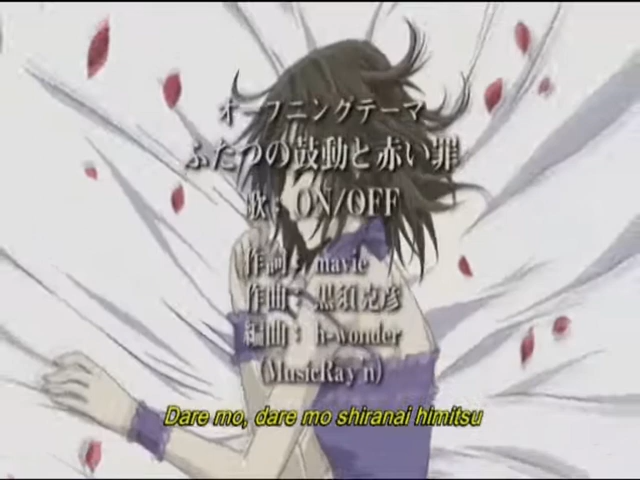 オープニングテーマ
ふたつの鼓動と赤い罪
歌： ON/OFF
作詞： mavie
作曲： 黒須克彦
編曲： h-wonder
(MusicRay'n)
Dare mo, dare mo shiranai himitsu